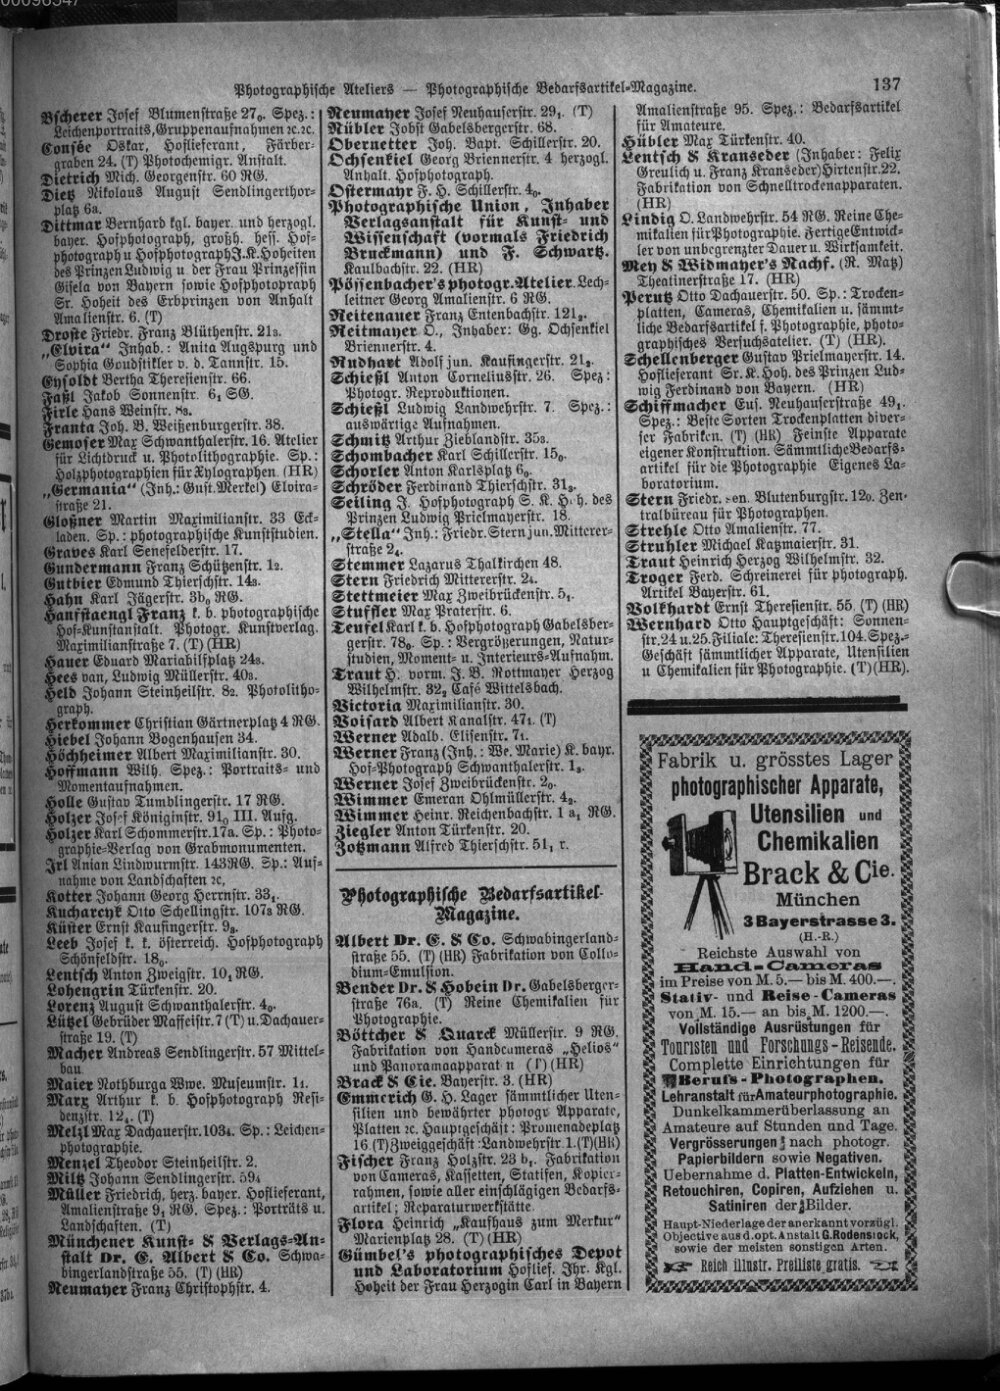 00098347
Photographische Ateliers — Photographische Bedarfsartikel-Magazine.
137
Bscherer Josef Blumenstraße 27₀. Spez.:
Leichenportraits, Gruppenaufnahmen ꝛc. ꝛc.
Consée Oskar, Hoflieferant, Färber-
graben 24. (T) Photochemigr. Anstalt.
Dietrich Mich. Georgenstr. 60 RG.
Dietz Nikolaus August Sendlingerthor-
platz 6a.
Dittmar Bernhard kgl. bayer. und herzogl.
bayer. Hofphotograph, großh. hess. Hof-
photograph u Hofphotograph J. K. Hoheiten
des Prinzen Ludwig u. der Frau Prinzessin
Gisela von Bayern sowie Hofphotopraph
Sr. Hoheit des Erbprinzen von Anhalt
Amalienstr. 6. (T)
Droste Friedr. Franz Blüthenstr. 21₃.
„Elvira“ Inhab.: Anita Augspurg und
Sophia Goudstikker v. d. Tannstr. 15.
Eysoldt Bertha Theresienstr. 66.
Faßl Jakob Sonnenstr. 6₁ SG.
Firle Hans Weinstr. 8₃.
Franta Joh. B. Weißenburgerstr. 38.
Gemoser Max Schwanthalerstr. 16. Atelier
für Lichtdruck u. Photolithographie. Sp.:
Holzphotographien für Xylographen. (HR)
„Germania“ (Inh.: Gust. Merkel) Elvira-
straße 21.
Gloßner Martin Maximilianstr. 33 Eck-
laden. Sp.: photographische Kunststudien.
Graves Karl Senefelderstr. 17.
Gundermann Franz Schützenstr. 1₂.
Gutbier Edmund Thierschstr. 14₃.
Hahn Karl Jägerstr. 3b₀ RG.
Hanfstaengl Franz k. b. photographische
Hof-Kunstanstalt. Photogr. Kunstverlag.
Maximilianstraße 7. (T) (HR)
Hauer Eduard Mariahilfplatz 24₃.
Hees van, Ludwig Müllerstr. 40₃.
Held Johann Steinheilstr. 8₂. Photolitho-
graph.
Herkommer Christian Gärtnerplatz 4 RG.
Hiebel Johann Bogenhausen 34.
Höchheimer Albert Maximilianstr. 30.
Hoffmann Wilh. Spez.: Portraits- und
Momentaufnahmen.
Holle Gustav Tumblingerstr. 17 RG.
Holzer Josef Königinstr. 91₀ III. Aufg.
Holzer Karl Schommerstr. 17a. Sp.: Photo-
graphie-Verlag von Grabmonumenten.
Irl Anian Lindwurmstr. 143 RG. Sp.: Auf-
nahme von Landschaften ꝛc,
Kotter Johann Georg Herrnstr. 33₁.
Kucharcyk Otto Schellingstr. 107₃ RG.
Küster Ernst Kaufingerstr. 9₃.
Leeb Josef k. k. österreich. Hofphotograph
Schönfeldstr. 18₀.
Lentsch Anton Zweigstr. 10₁ RG.
Lohengrin Türkenstr. 20.
Lorenz August Schwanthalerstr. 4₀.
Lützel Gebrüder Maffeistr. 7 (T) u. Dachauer-
straße 19. (T)
Macher Andreas Sendlingerstr. 57 Mittel-
bau.
Maier Nothburga Wwe. Museumstr. 1₁.
Marx Arthur k. b. Hofphotograph Resi-
denzstr. 12₄. (T)
Melzl Max Dachauerstr. 103₄. Sp.: Leichen-
photographie.
Menzel Theodor Steinheilstr. 2.
Miltz Johann Sendlingerstr. 59₄
Müller Friedrich, herz. bayer. Hoflieferant,
Amalienstraße 9₁ RG. Spez.: Porträts u.
Landschaften. (T)
Münchener Kunst- & Verlags-An-
stalt Dr. E. Albert & Co. Schwa-
bingerlandstraße 55. (T) (HR)
Neumayer Franz Christophstr. 4.
Neumayer Josef Neuhauserstr. 29₁. (T)
Nübler Jobst Gabelsbergerstr. 68.
Obernetter Joh. Bapt. Schillerstr. 20.
Ochsenkiel Georg Briennerstr. 4 herzogl.
Anhalt. Hofphotograph.
Ostermayr F. H. Schillerstr. 4₀.
Photographische Union, Inhaber
Verlagsanstalt für Kunst- und
Wissenschaft (vormals Friedrich
Bruckmann) und F. Schwartz.
Kaulbachstr. 22. (HR)
Pössenbacher's photogr. Atelier Lech-
leitner Georg Amalienstr. 6 RG.
Reitenauer Franz Entenbachstr. 12½.
Reitmayer O., Inhaber: Gg. Ochsenkiel
Briennerstr. 4.
Rudhart Adolf jun. Kaufingerstr. 21₂.
Schießl Anton Corneliusstr. 26. Spez:
Photogr. Reproduktionen.
Schießl Ludwig Landwehrstr. 7. Spez.:
auswärtige Aufnahmen.
Schmitz Arthur Zieblandstr. 35₃.
Schombacher Karl Schillerstr. 15₀.
Schorler Anton Karlsplatz 6₀.
Schröder Ferdinand Thierschstr. 31₃.
Seiling J. Hofphotograph S. K. Hoh. des
Prinzen Ludwig Prielmayerstr. 18.
„Stella“ Inh.: Friedr. Stern jun. Mitterer-
straße 2₄.
Stemmer Lazarus Thalkirchen 48.
Stern Friedrich Mittererstr. 2₄.
Stettmeier Max Zweibrückenstr. 5₁.
Stuffler Max Praterstr. 6.
Teufel Karl k. b. Hofphotograph Gabelsber-
gerstr. 78₀. Sp.: Vergrößerungen, Natur-
studien, Moment- u. Interieurs-Aufnahm.
Traut H. vorm. J. B. Rottmayer Herzog
Wilhelmstr. 32₂ Café Wittelsbach.
Victoria Maximilianstr. 30.
Voisard Albert Kanalstr. 47₁. (T)
Werner Adalb. Elisenstr. 7₁.
Werner Franz (Inh.: We. Marie) K. bayr.
Hof-Photograph Schwanthalerstr. 1₃.
Werner Josef Zweibrückenstr. 2₀.
Wimmer Emeran Ohlmüllerstr. 4₂.
Wimmer Heinr. Reichenbachstr. 1 a₁ RG.
Ziegler Anton Türkenstr. 20.
Zotzmann Alfred Thierschstr. 51₁ r.
Photographische Bedarfsartikel-
Magazine.
Albert Dr. E. & Co. Schwabingerland-
straße 55. (T) (HR) Fabrikation von Collo-
dium-Emulsion.
Bender Dr. & Hobein Dr. Gabelsberger-
straße 76a. (T) Reine Chemikalien für
Photographie.
Böttcher & Quarck Müllerstr. 9 RG.
Fabrikation von Handcameras „Helios“
und Panoramaapparaten (T) (HR)
Brack & Cie. Bayerstr. 3. (HR)
Emmerich G. H. Lager sämmtlicher Uten-
silien und bewährter photogr Apparate,
Platten ꝛc. Hauptgeschäft: Promenadeplatz
16 (T) Zweiggeschäft: Landwehrstr. 1. (T) (HR)
Fischer Franz Holzstr. 23 b₁. Fabrikation
von Cameras, Kassetten, Stativen, Kopier-
rahmen, sowie aller einschlägigen Bedarfs-
artikel; Reparaturwerkstätte.
Flora Heinrich „Kaufhaus zum Merkur“
Marienplatz 28. (T) (HR)
Gümbel's photographisches Depot
und Laboratorium Hoflief. Ihr. Kgl.
Hoheit der Frau Herzogin Carl in Bayern
Amalienstraße 95. Spez.: Bedarfsartikel
für Amateure.
Hübler Max Türkenstr. 40.
Lentsch & Kranseder (Inhaber: Felix
Greulich u. Franz Kranseder) Hirtenstr. 22.
Fabrikation von Schnelltrockenapparaten.
(HR)
Lindig O. Landwehrstr. 54 RG. Reine Che-
mikalien für Photographie. Fertige Entwick-
ler von unbegrenzter Dauer u. Wirksamkeit.
Mey & Widmayer's Nachf. (R. Matz)
Theatinerstraße 17. (HR)
Perutz Otto Dachauerstr. 50. Sp.: Trocken-
platten, Cameras, Chemikalien u. sämmt-
liche Bedarfsartikel f. Photographie, photo-
graphisches Versuchsatelier. (T) (HR).
Schellenberger Gustav Prielmayerstr. 14.
Hoflieferant Sr. K. Hoh. des Prinzen Lud-
wig Ferdinand von Bayern. (HR)
Schiffmacher Eus. Neuhauserstraße 49₁.
Spez.: Beste Sorten Trockenplatten diver-
ser Fabriken. (T) (HR) Feinste Apparate
eigener Konstruktion. Sämmtliche Bedarfs-
artikel für die Photographie Eigenes La-
boratorium.
Stern Friedr. sen. Blutenburgstr. 12₀. Zen-
tralbüreau für Photographen.
Strehle Otto Amalienstr. 77.
Struhler Michael Katzmaierstr. 31.
Traut Heinrich Herzog Wilhelmstr. 32.
Troger Ferd. Schreinerei für photograph.
Artikel Bayerstr. 61.
Volkhardt Ernst Theresienstr. 55. (T) (HR)
Wernhard Otto Hauptgeschäft: Sonnen-
str. 24 u. 25. Filiale: Theresienstr. 104. Spez.-
Geschäft sämmtlicher Apparate, Utensilien
u Chemikalien für Photographie. (T) (HR).
Fabrik u. grösstes Lager
photographischer Apparate,
Utensilien und
Chemikalien
Brack & Cie.
München
3 Bayerstrasse 3.
(H.-R.)
Reichste Auswahl von
Hand-Cameras
im Preise von M. 5.— bis M. 400.—.
Stativ- und Reise-Cameras
von M. 15.— an bis M. 1200.—.
Vollständige Ausrüstungen für
Touristen und Forschungs-Reisende.
Complette Einrichtungen für
Berufs-Photographen.
Lehranstalt für Amateurphotographie.
Dunkelkammerüberlassung an
Amateure auf Stunden und Tage.
Vergrösserungen nach photogr.
Papierbildern sowie Negativen.
Uebernahme d. Platten-Entwickeln,
Retouchiren, Copiren, Aufziehen u.
Satiniren der Bilder.
Haupt-Niederlage der anerkannt vorzügl.
Objective aus d. opt. Anstalt G. Rodenstock,
sowie der meisten sonstigen Arten.
Reich illustr. Preisliste gratis.